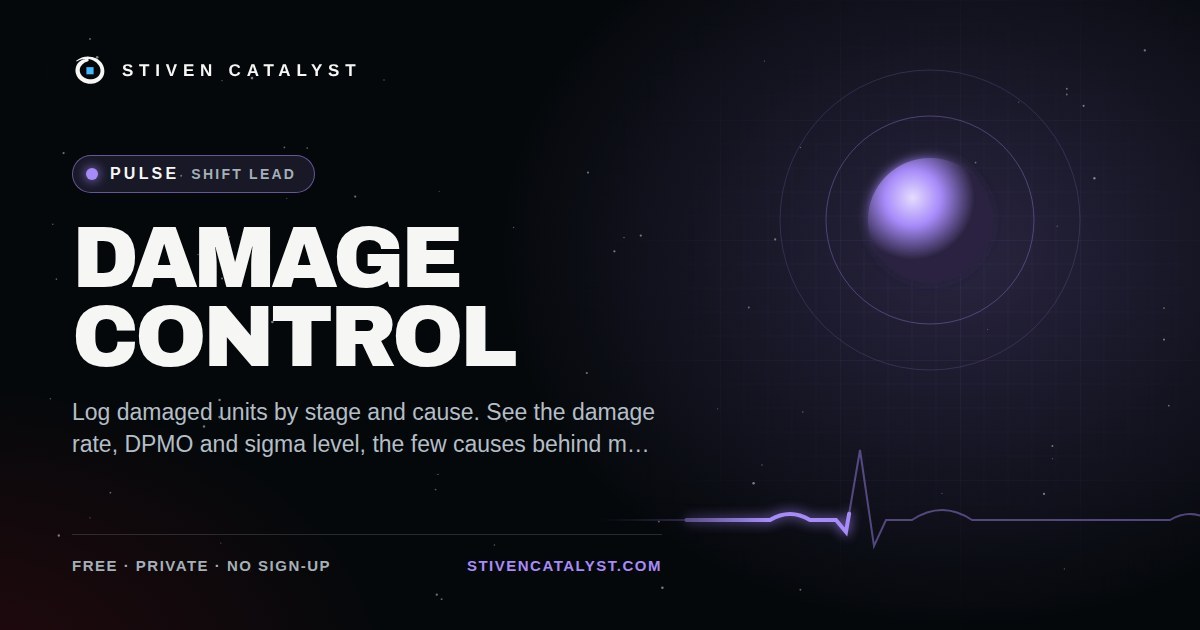 STIVEN CATALYST
PULSE · SHIFT LEAD
DAMAGE
CONTROL
Log damaged units by stage and cause. See the damage
rate, DPMO and sigma level, the few causes behind m…
FREE · PRIVATE · NO SIGN-UP
STIVENCATALYST.COM